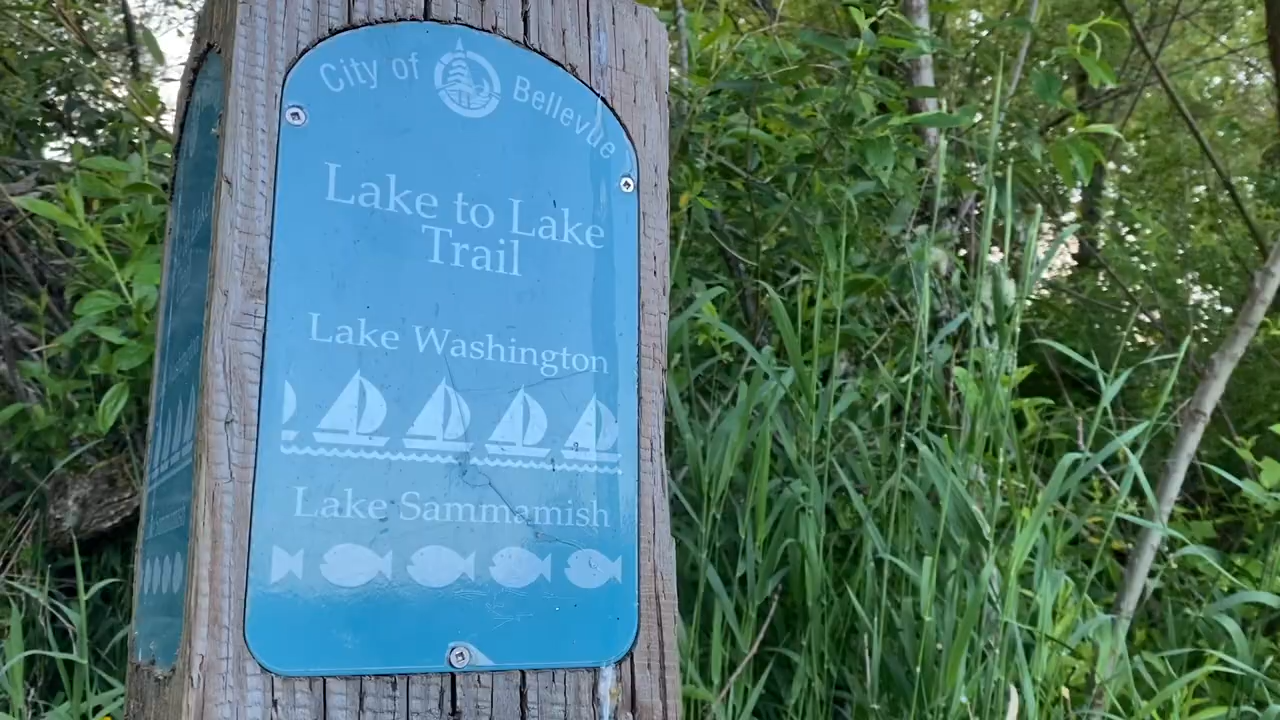 City of Bellevue
Lake to Lake
Trail
Lake Washington
Lake Sammamish